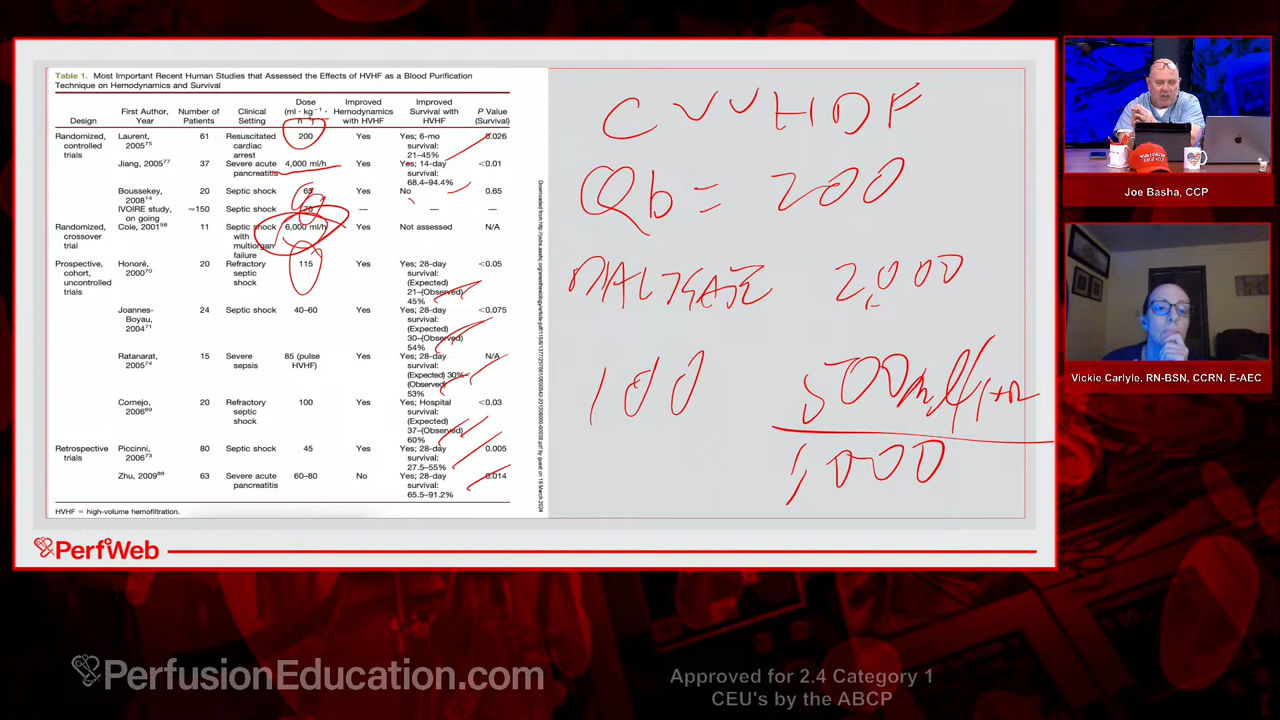 Table 1. Most Important Recent Human Studies that Assessed the Effects of HVHF as a Blood Purification
Technique on Hemodynamics and Survival
Design First Author, Year Number of Patients Clinical Setting Dose (ml · kg⁻¹ · h⁻¹) Improved Hemodynamics with HVHF Improved Survival with HVHF P Value (Survival)
Randomized, controlled trials Laurent, 2005⁷⁵ 61 Resuscitated cardiac arrest 200 Yes Yes; 6-mo survival: 21–45% 0.026
Jiang, 2005⁷⁷ 37 Severe acute pancreatitis 4,000 ml/h Yes Yes; 14-day survival: 68.4–94.4% <0.01
Boussekey, 2008¹⁴ 20 Septic shock 65 Yes No 0.65
IVOIRE study, on going ≈150 Septic shock 70 — — —
Randomized, crossover trial Cole, 2001⁵⁸ 11 Septic shock with multiorgan failure 6,000 ml/h Yes Not assessed N/A
Prospective, cohort, uncontrolled trials Honoré, 2000⁷⁰ 20 Refractory septic shock 115 Yes Yes; 28-day survival: (Expected) 21–(Observed) 45% <0.05
Joannes-Boyau, 2004⁷¹ 24 Septic shock 40–60 Yes Yes: 28-day survival: (Expected) 30–(Observed) 54% <0.075
Ratanarat, 2005⁷⁴ 15 Severe sepsis 85 (pulse HVHF) Yes Yes: 28-day survival: (Expected) 30% (Observed) 53% N/A
Cornejo, 2006⁶⁹ 20 Refractory septic shock 100 Yes Yes; Hospital survival: (Expected) 37–(Observed) 60% <0.03
Retrospective trials Piccinni, 2006⁷³ 80 Septic shock 45 Yes Yes: 28-day survival: 27.5–55% 0.005
Zhu, 2009⁸⁸ 63 Severe acute pancreatitis 60–80 No Yes: 28-day survival: 65.5–91.2% 0.014
HVHF = high-volume hemofiltration.
CVVHDF
Qb = 200
DIALYSATE 2,000
100 500ml/HR
1,000
Joe Basha, CCP
Vickie Carlyle, RN-BSN, CCRN, E-AEC
PerfWeb
PerfusionEducation.com
Approved for 2.4 Category 1
CEU's by the ABCP